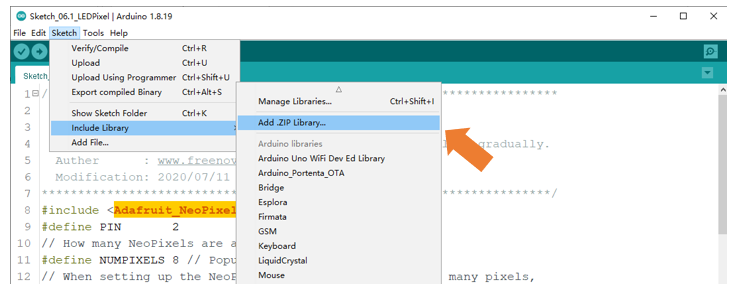 Sketch_06.1_LEDPixel | Arduino 1.8.19
File Edit Sketch Tools Help
Verify/Compile Ctrl+R
Upload Ctrl+U
Upload Using Programmer Ctrl+Shift+U
Export compiled Binary Ctrl+Alt+S
Show Sketch Folder Ctrl+K
Include Library
Add File...
Manage Libraries... Ctrl+Shift+I
Add .ZIP Library...
Arduino libraries
Arduino Uno WiFi Dev Ed Library
Arduino_Portenta_OTA
Bridge
Esplora
Firmata
GSM
Keyboard
LiquidCrystal
Mouse
Sketch
1 /
****************
2
3
4 gradually.
5 Auther : www.freenov
6 Modification: 2020/07/11
7 **************************** ****************/
8 #include <Adafruit_NeoPixel
9 #define PIN 2
10 // How many NeoPixels are a
11 #define NUMPIXELS 8 // Popu
12 // When setting up the NeoP many pixels,